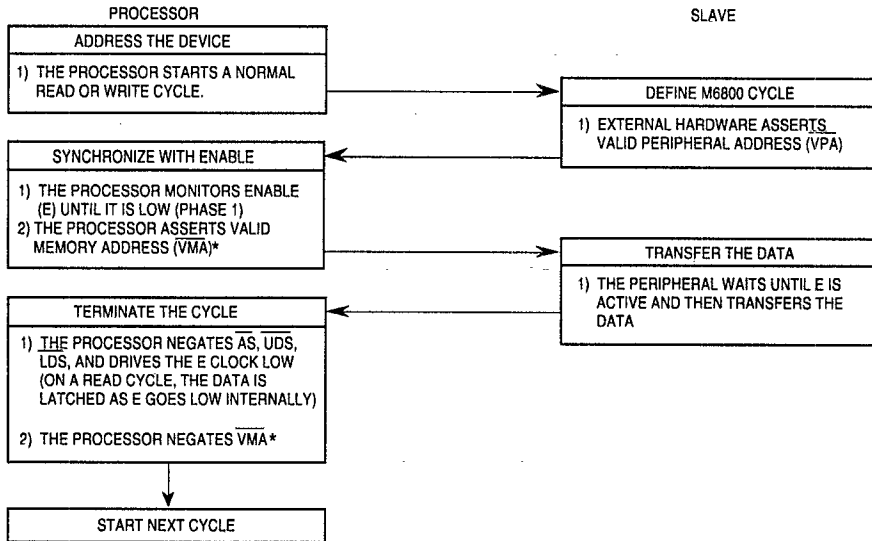 PROCESSOR
SLAVE
ADDRESS THE DEVICE
1) THE PROCESSOR STARTS A NORMAL
READ OR WRITE CYCLE.
DEFINE M6800 CYCLE
1) EXTERNAL HARDWARE ASSERTS
VALID PERIPHERAL ADDRESS (VPA)
SYNCHRONIZE WITH ENABLE
1) THE PROCESSOR MONITORS ENABLE
(E) UNTIL IT IS LOW (PHASE 1)
2) THE PROCESSOR ASSERTS VALID
MEMORY ADDRESS (VMA)*
TRANSFER THE DATA
1) THE PERIPHERAL WAITS UNTIL E IS
ACTIVE AND THEN TRANSFERS THE
DATA
TERMINATE THE CYCLE
1) THE PROCESSOR NEGATES AS, UDS,
LDS, AND DRIVES THE E CLOCK LOW
(ON A READ CYCLE, THE DATA IS
LATCHED AS E GOES LOW INTERNALLY)
2) THE PROCESSOR NEGATES VMA*
START NEXT CYCLE